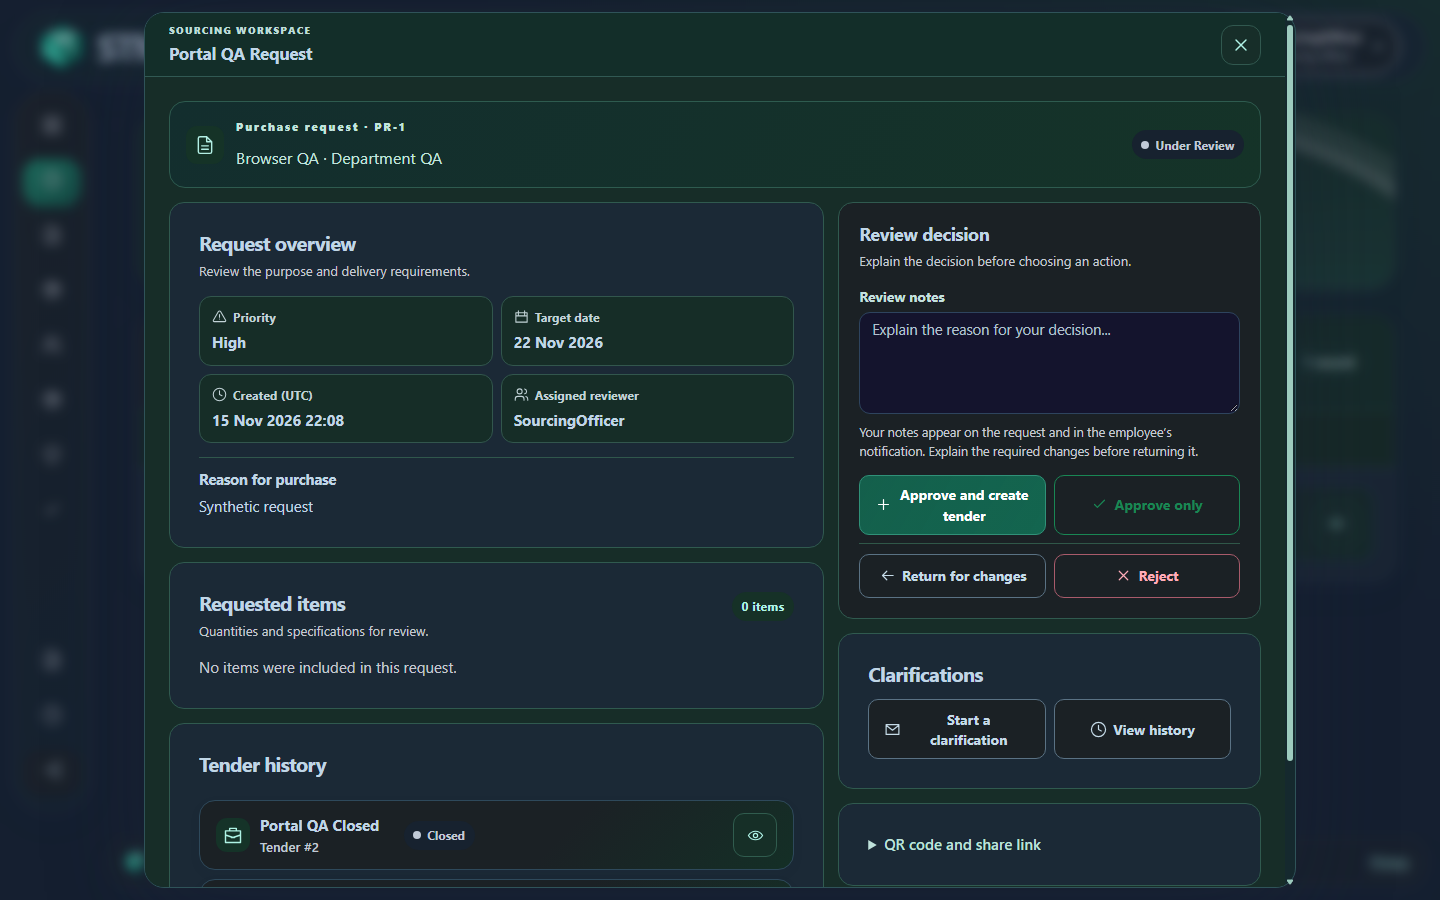 SOURCING WORKSPACE
Portal QA Request
Purchase request · PR-1
Browser QA · Department QA
Under Review
Request overview
Review the purpose and delivery requirements.
Priority
High
Target date
22 Nov 2026
Created (UTC)
15 Nov 2026 22:08
Assigned reviewer
SourcingOfficer
Reason for purchase
Synthetic request
Requested items
0 items
Quantities and specifications for review.
No items were included in this request.
Tender history
Portal QA Closed
Tender #2
Closed
Review decision
Explain the decision before choosing an action.
Review notes
Explain the reason for your decision...
Your notes appear on the request and in the employee's
notification. Explain the required changes before returning it.
Approve and create
tender
Approve only
Return for changes
Reject
Clarifications
Start a
clarification
View history
QR code and share link